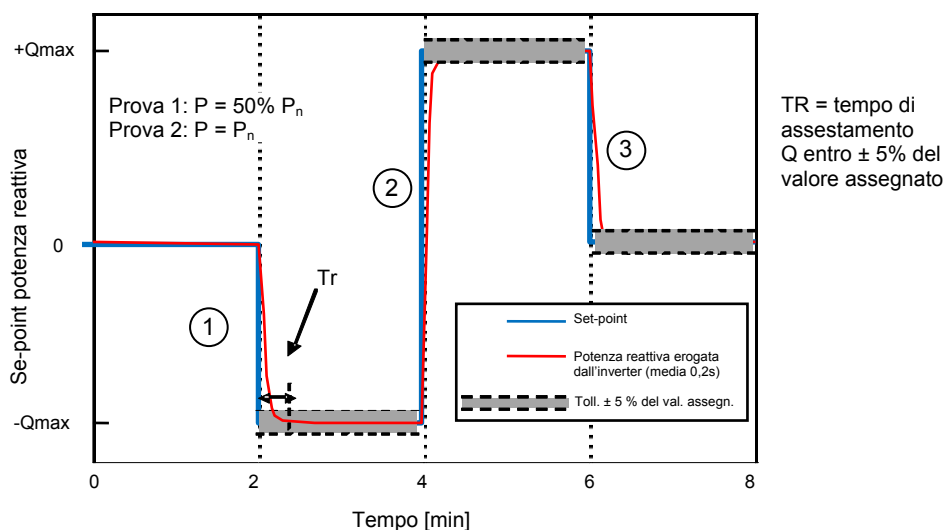 +Qmax
Prova 1: P = 50% Pn
Prova 2: P = Pn
TR = tempo di
assestamento
Q entro ± 5% del
valore assegnato
3
2
Se-point potenza reattiva
0
Tr
1
Set-point
Potenza reattiva erogata
dall'inverter (media 0,2s)
Toll. ± 5 % del val. assegn.
-Qmax
0 2 4 6 8
Tempo [min]